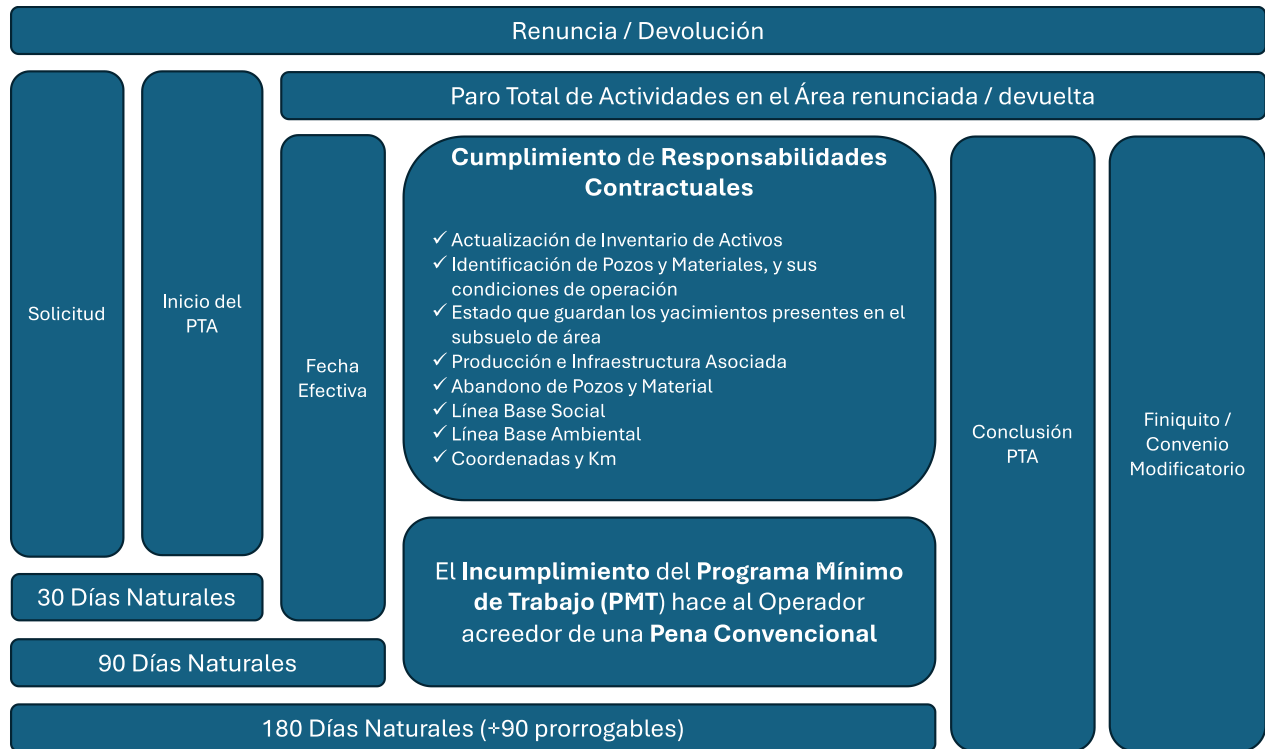 Renuncia / Devolución
Solicitud
Inicio del
PTA
Paro Total de Actividades en el Área renunciada / devuelta
Fecha
Efectiva
Cumplimiento de Responsabilidades
Contractuales
✓ Actualización de Inventario de Activos
✓ Identificación de Pozos y Materiales, y sus
condiciones de operación
✓ Estado que guardan los yacimientos presentes en el
subsuelo de área
✓ Producción e Infraestructura Asociada
✓ Abandono de Pozos y Material
✓ Línea Base Social
✓ Línea Base Ambiental
✓ Coordenadas y Km
El Incumplimiento del Programa Mínimo
de Trabajo (PMT) hace al Operador
acreedor de una Pena Convencional
Conclusión
PTA
Finiquito /
Convenio
Modificatorio
30 Días Naturales
90 Días Naturales
180 Días Naturales (+90 prorrogables)